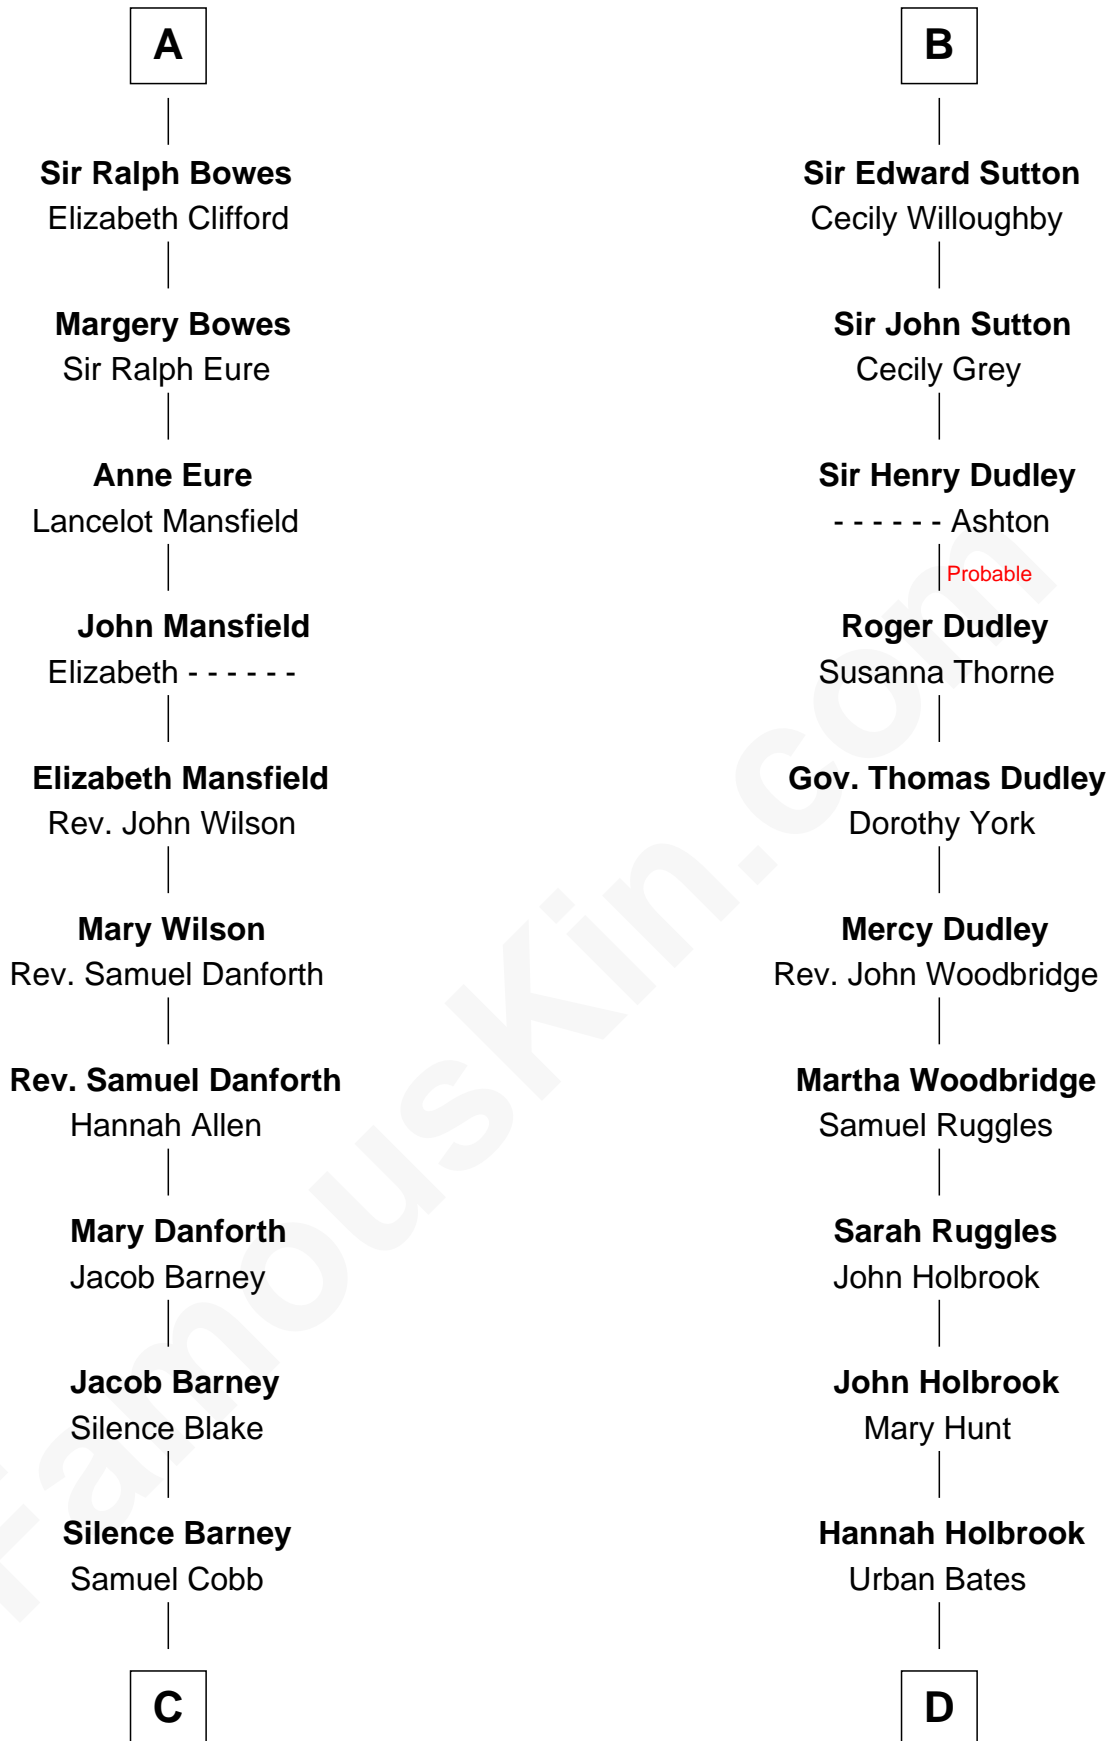 A
Sir Ralph Bowes
Elizabeth Clifford
Margery Bowes
Sir Ralph Eure
Anne Eure
Lancelot Mansfield
John Mansfield
Elizabeth - - - - - -
Elizabeth Mansfield
Rev. John Wilson
Mary Wilson
Rev. Samuel Danforth
Rev. Samuel Danforth
Hannah Allen
Mary Danforth
Jacob Barney
Jacob Barney
Silence Blake
Silence Barney
Samuel Cobb
C
B
Sir Edward Sutton
Cecily Willoughby
Sir John Sutton
Cecily Grey
Sir Henry Dudley
- - - - - - Ashton
Probable
Roger Dudley
Susanna Thorne
Gov. Thomas Dudley
Dorothy York
Mercy Dudley
Rev. John Woodbridge
Martha Woodbridge
Samuel Ruggles
Sarah Ruggles
John Holbrook
John Holbrook
Mary Hunt
Hannah Holbrook
Urban Bates
D
FamousKin.com